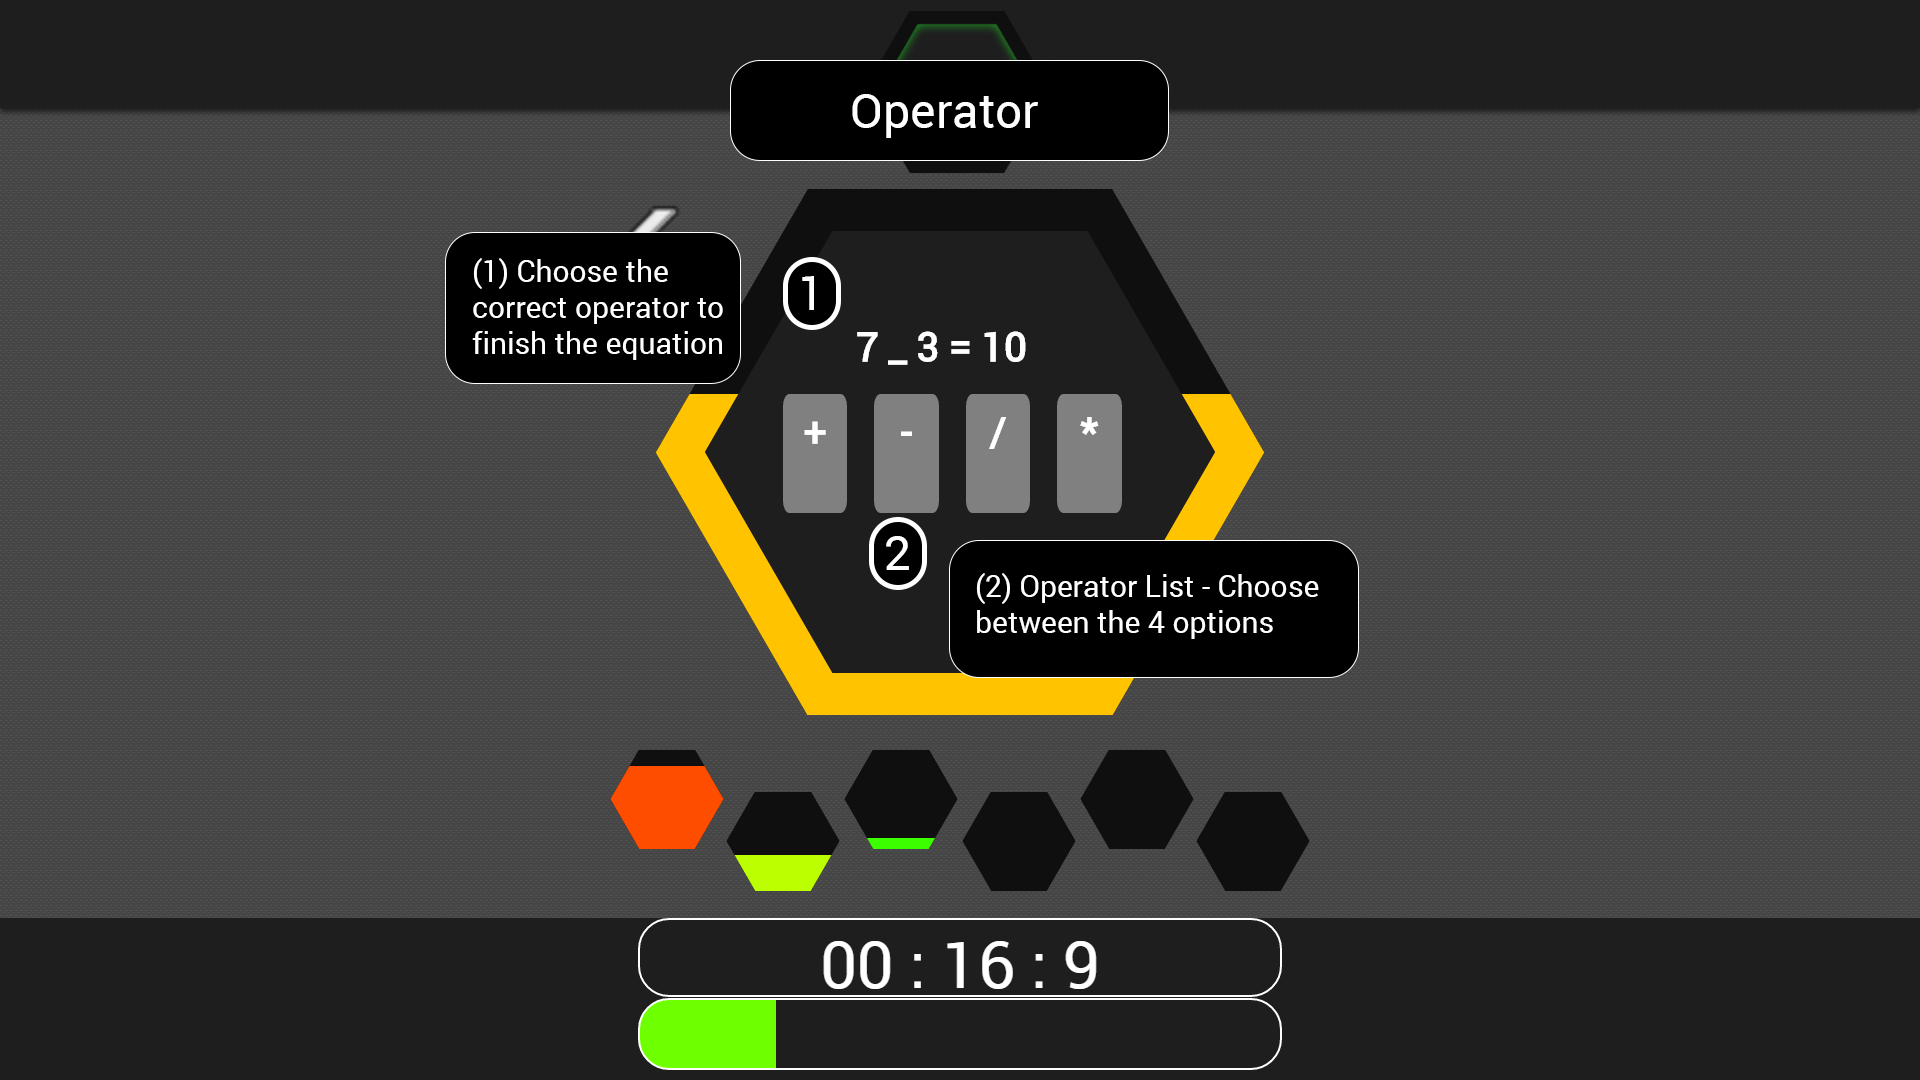 Operator
(1) Choose the
correct operator to
finish the equation
1
7 _ 3 = 10
+ - / *
2
(2) Operator List - Choose
between the 4 options
00 : 16 : 9